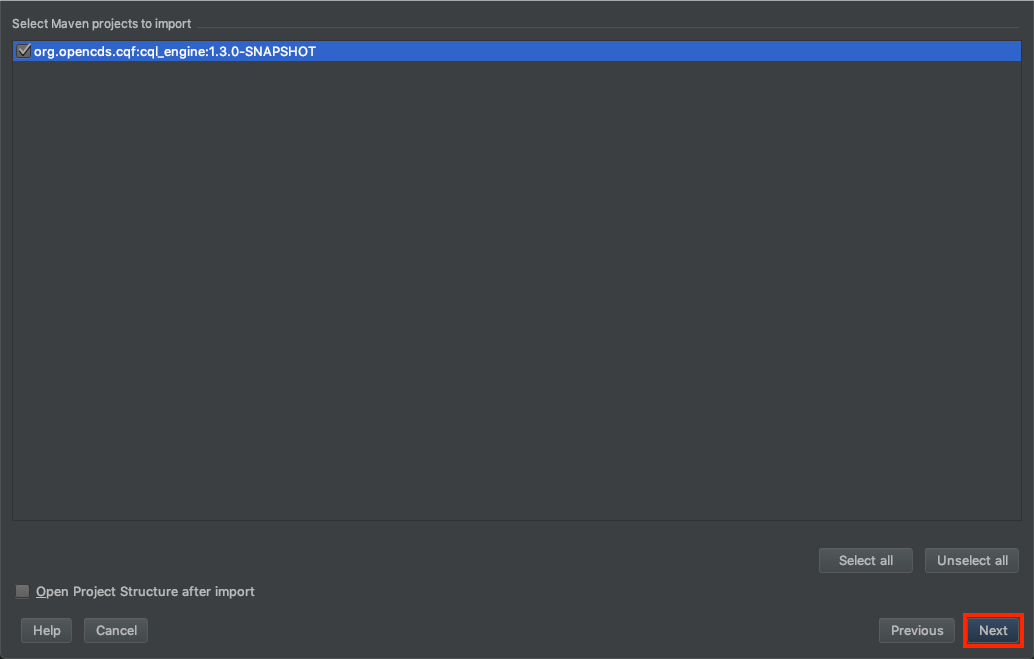 Select Maven projects to import
org.opencds.cqf:cql_engine:1.3.0-SNAPSHOT
Select all Unselect all
Open Project Structure after import
Help Cancel Previous Next